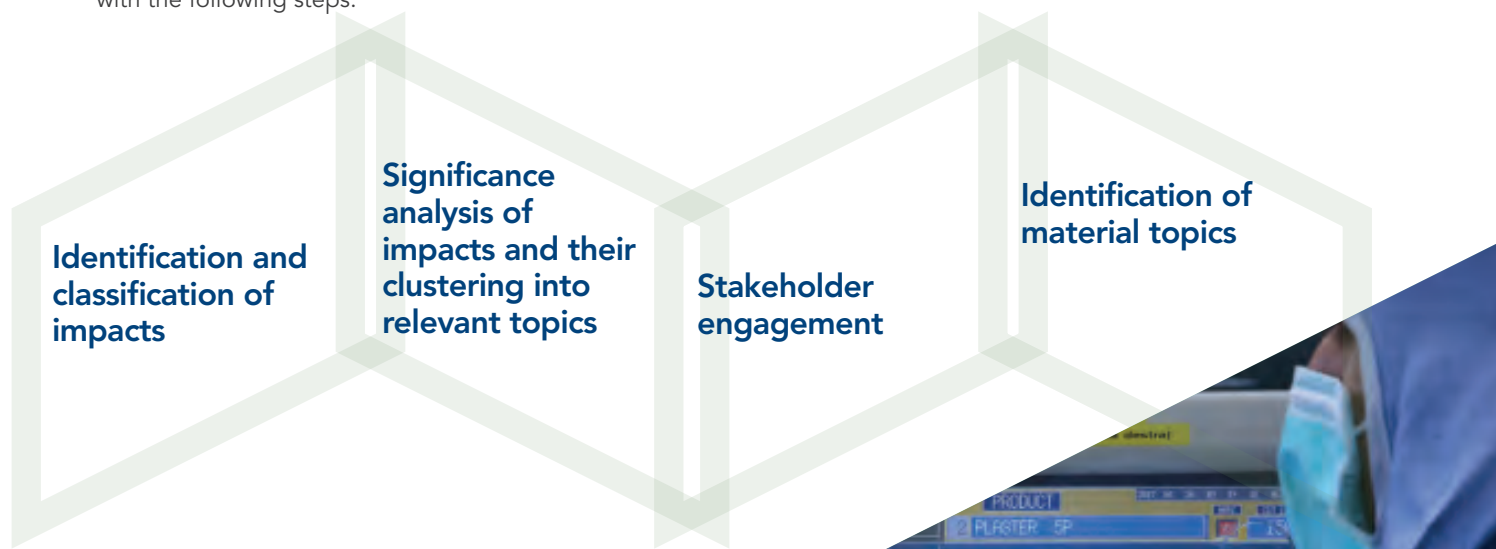 with the following steps:
Identification and
classification of
impacts
Significance
analysis of
impacts and their
clustering into
relevant topics
Stakeholder
engagement
Identification of
material topics
PRODUCT
2 PLASTER 5P